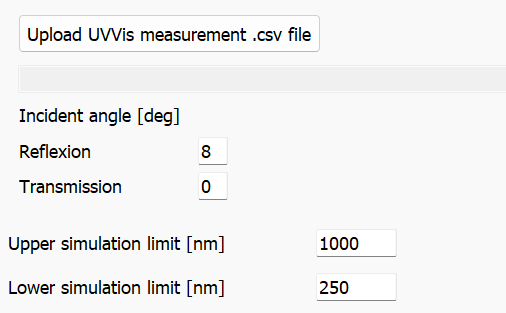 Upload UVVis measurement .csv file
Incident angle [deg]
Reflexion 8
Transmission 0
Upper simulation limit [nm] 1000
Lower simulation limit [nm] 250